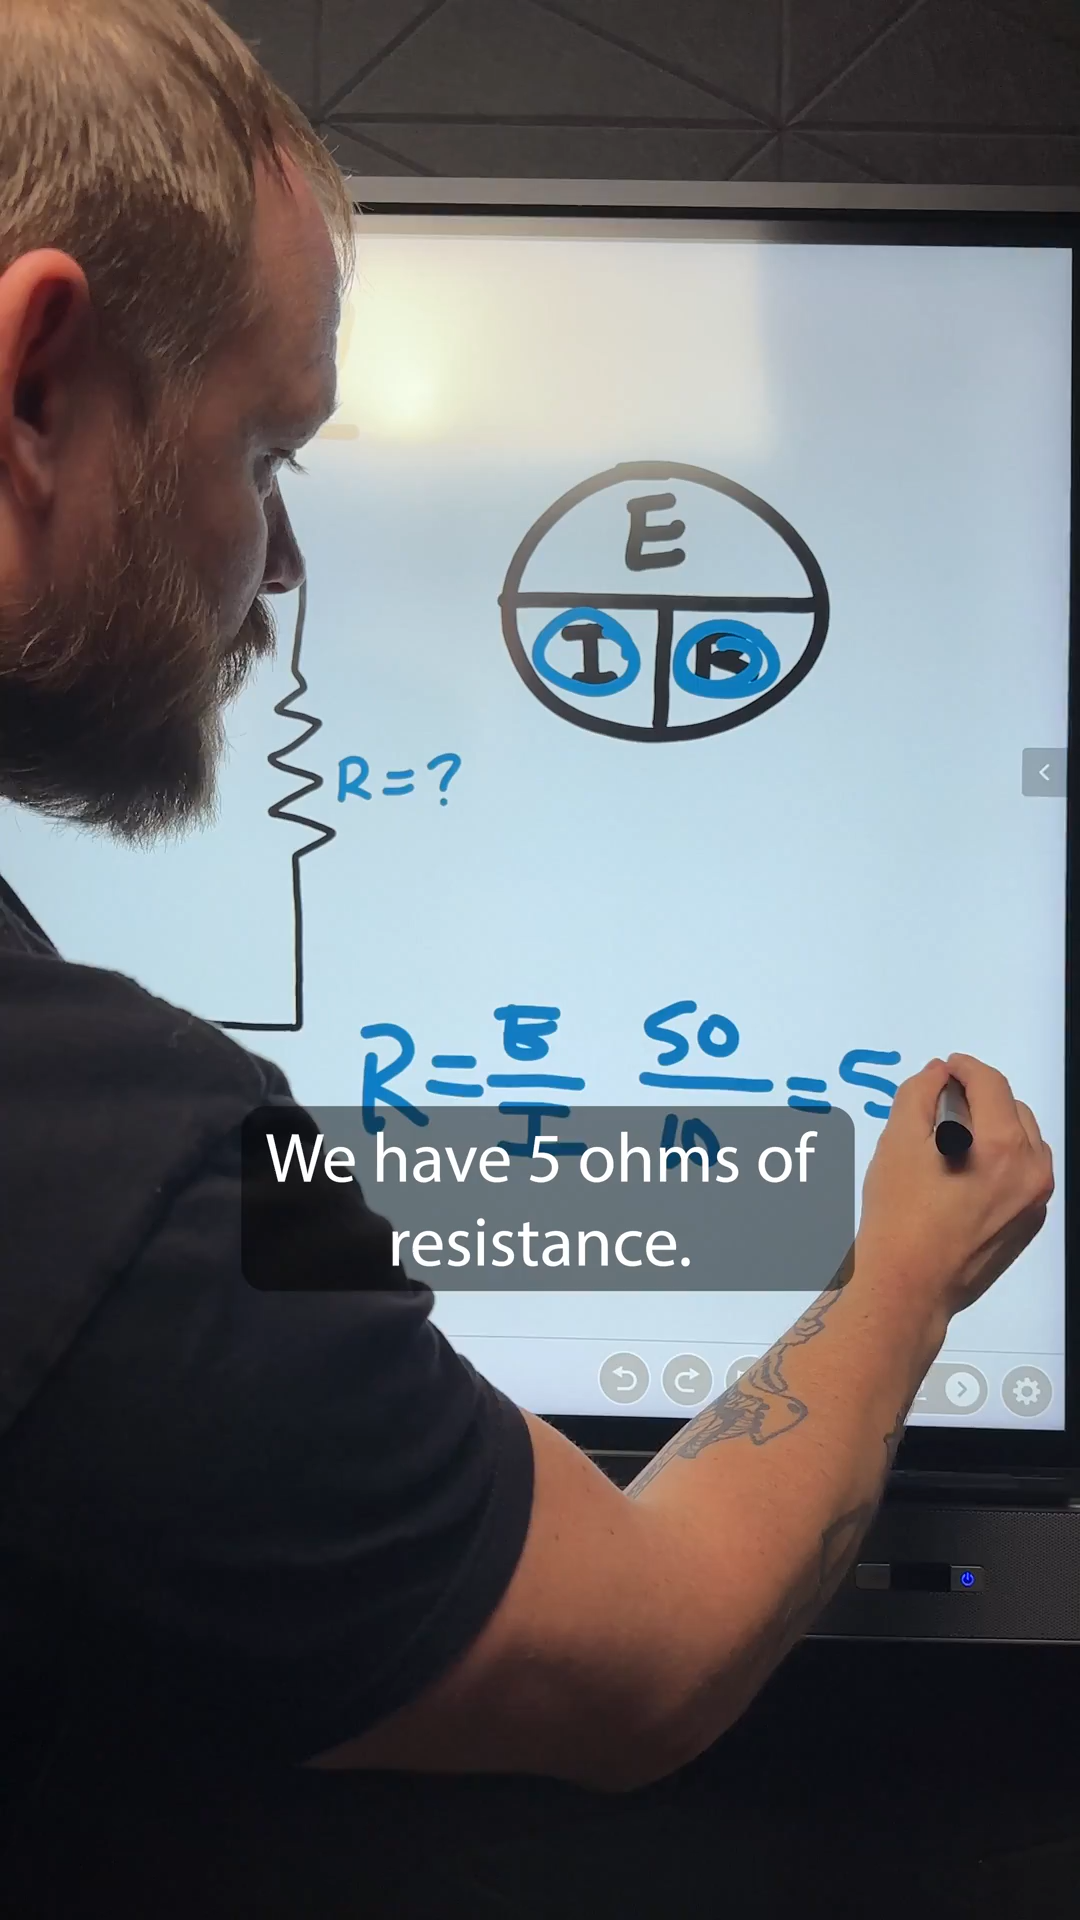 E
I R
R=?
R=E/I 50/10 =5
We have 5 ohms of
resistance.